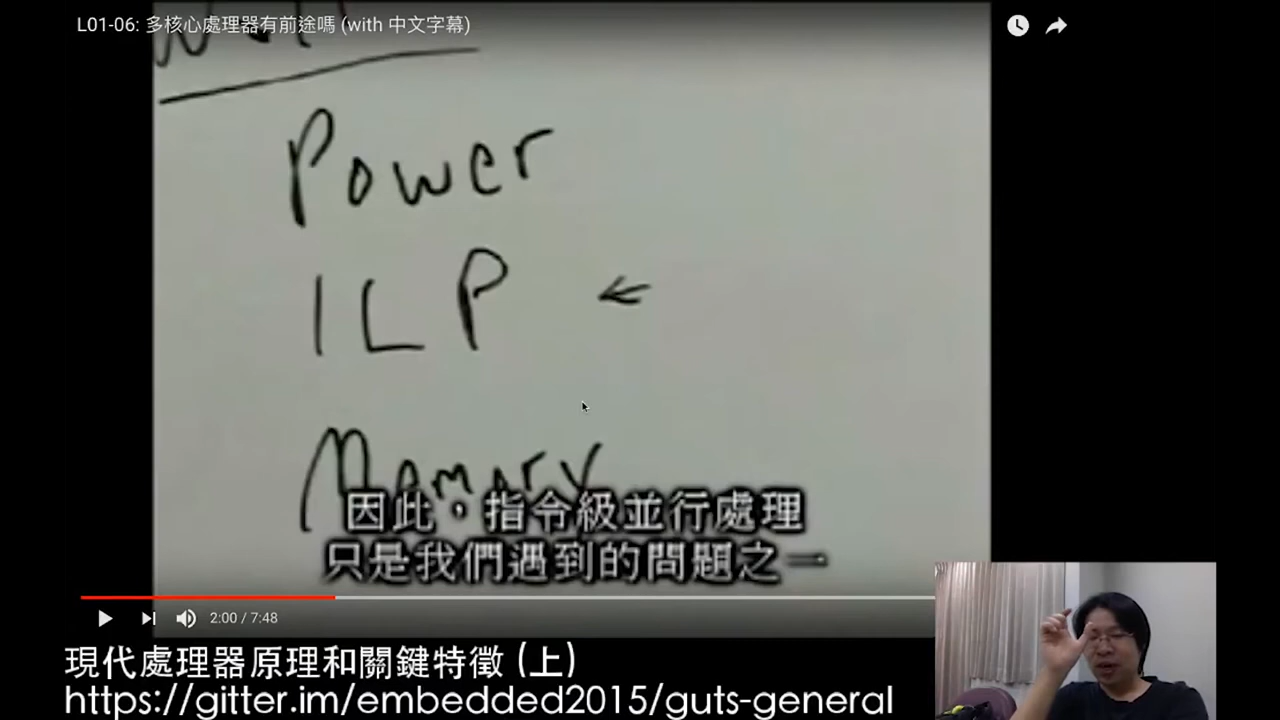 L01-06: 多核心處理器有前途嗎 (with 中文字幕)
Power
ILP ←
Memory
因此，指令級並行處理
只是我們遇到的問題之一
2:00 / 7:48
現代處理器原理和關鍵特徵 (上)
https://gitter.im/embedded2015/guts-general